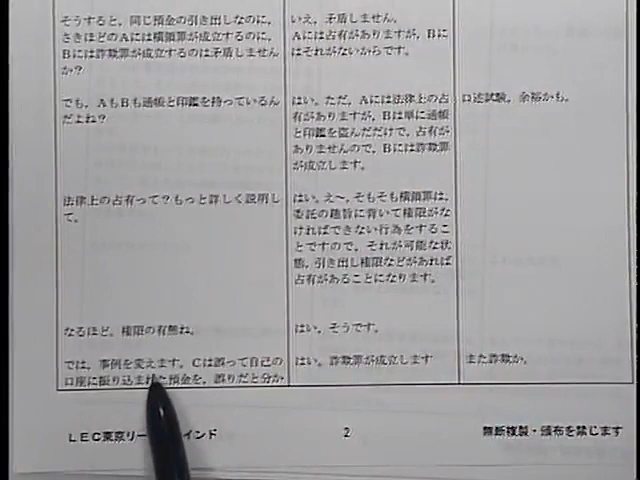 そうすると，同じ預金の引き出しなのに，
さきほどのＡには横領罪が成立するのに，
Ｂには詐欺罪が成立するのは矛盾しません
か？
いえ，矛盾しません。
Ａには占有がありますが，Ｂに
はそれがないからです。
でも，ＡもＢも通帳と印鑑を持っているん
だよね？
はい。ただ，Ａには法律上の占
有がありますが，Ｂは単に通帳
と印鑑を盗んだだけで，占有が
ありませんので，Ｂには詐欺罪
が成立します。
口述試験，余裕かも。
法律上の占有って？もっと詳しく説明し
て。
はい。え〜，そもそも横領罪は，
委託の趣旨に背いて権限がな
ければできない行為をするこ
とですので，それが可能な状
態，引き出し権限などがあれば
占有があることになります。
なるほど，権限の有無ね。
はい，そうです。
では，事例を変えます。Ｃは誤って自己の
口座に振り込まれた預金を，誤りだと分か
はい。詐欺罪が成立します
また詐欺か。
ＬＥＣ東京リー　インド
2
無断複製・頒布を禁じます